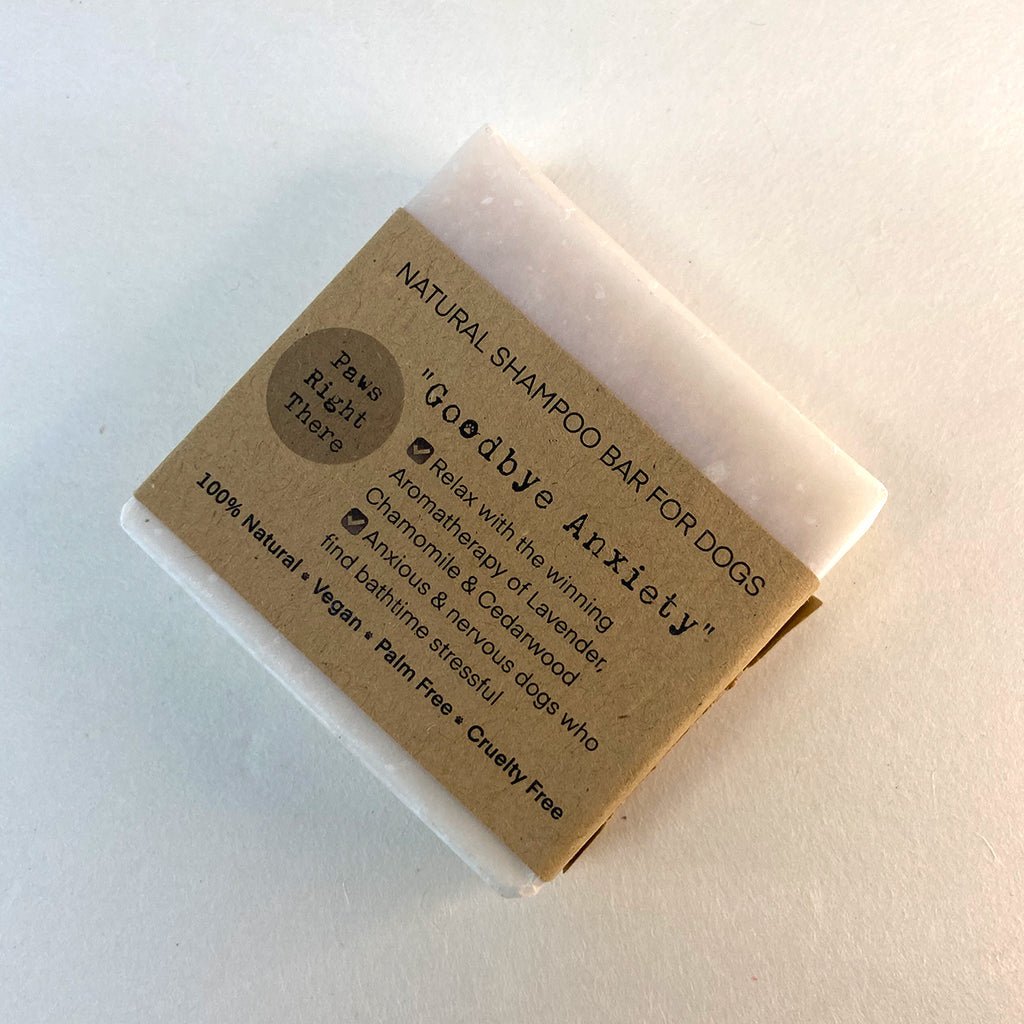 NATURAL SHAMPOO BAR FOR DOGS
Paws
Right
There
"Goodbye Anxiety"
Relax with the winning
Aromatherapy of Lavender,
Chamomile & Cedarwood
Anxious & nervous dogs who
find bathtime stressful
100% Natural • Vegan • Palm Free • Cruelty Free